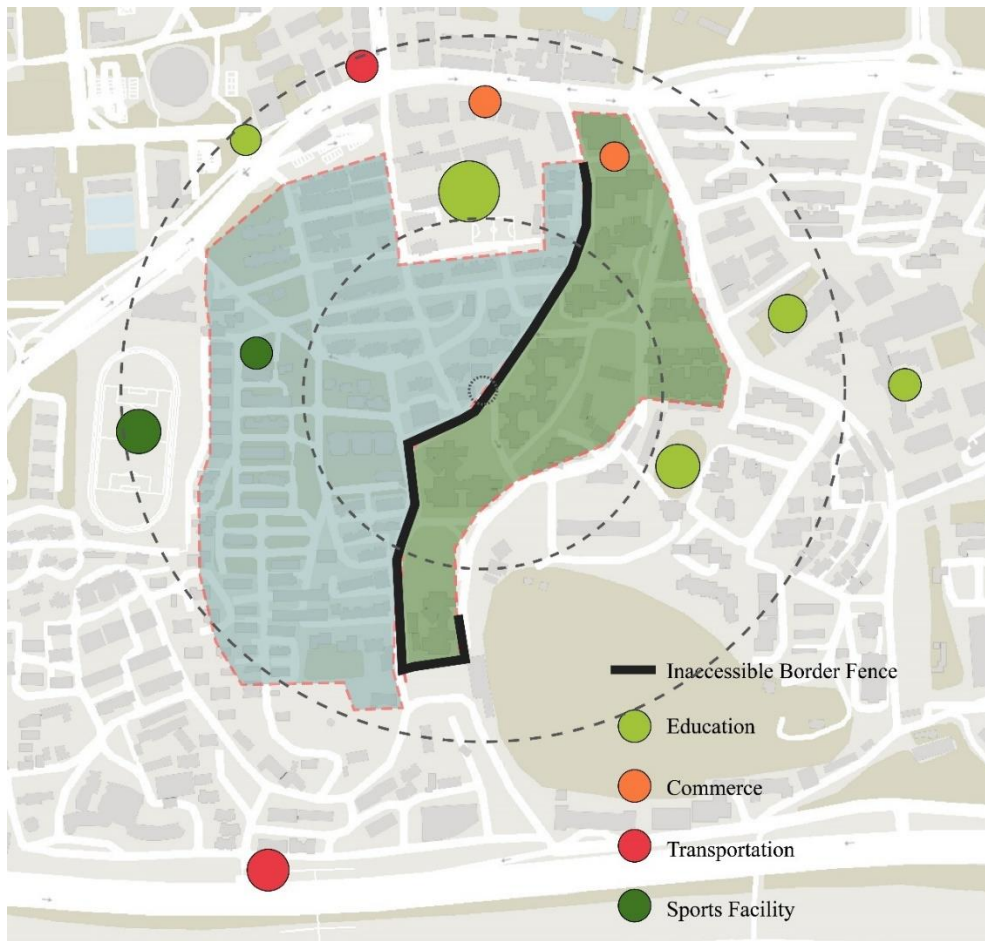 Inaccessible Border Fence
Education
Commerce
Transportation
Sports Facility